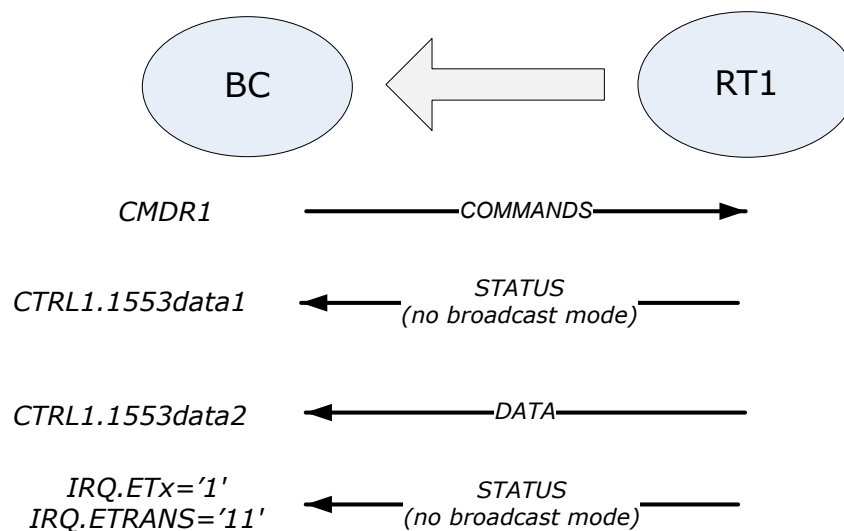 BC
RT1
CMDR1
COMMANDS
CTRL1.1553data1
STATUS
(no broadcast mode)
CTRL1.1553data2
DATA
IRQ.ETx='1'
IRQ.ETRANS='11'
STATUS
(no broadcast mode)